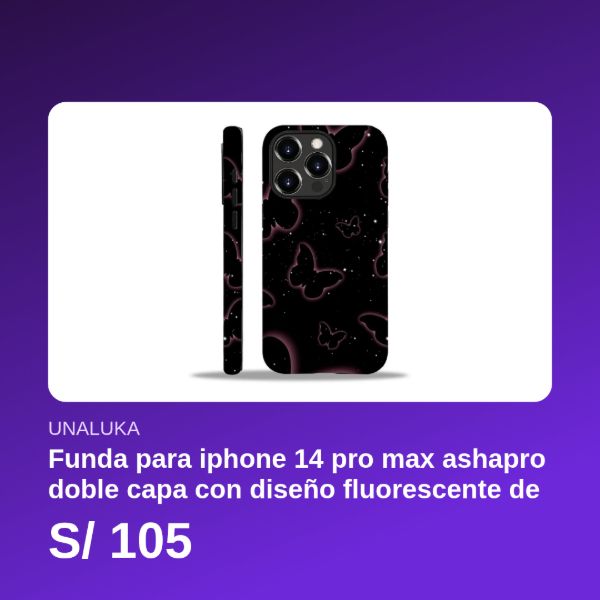 UNALUKA
Funda para iphone 14 pro max ashapro
doble capa con diseño fluorescente de
S/ 105